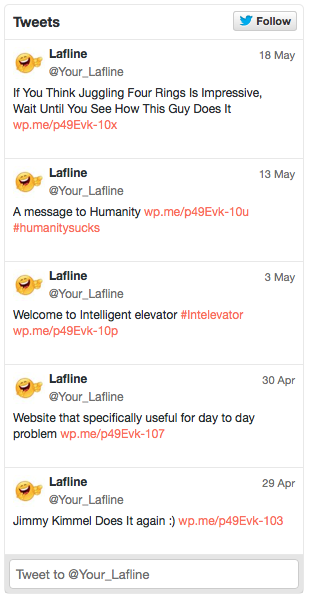 Tweets
Follow
Lafline
18 May
@Your_Lafline
If You Think Juggling Four Rings Is Impressive,
Wait Until You See How This Guy Does It
wp.me/p49Evk-10x
Lafline
13 May
@Your_Lafline
A message to Humanity wp.me/p49Evk-10u
#humanitysucks
Lafline
3 May
@Your_Lafline
Welcome to Intelligent elevator #Intelevator
wp.me/p49Evk-10p
Lafline
30 Apr
@Your_Lafline
Website that specifically useful for day to day
problem wp.me/p49Evk-107
Lafline
29 Apr
@Your_Lafline
Jimmy Kimmel Does It again :) wp.me/p49Evk-103
Tweet to @Your_Lafline